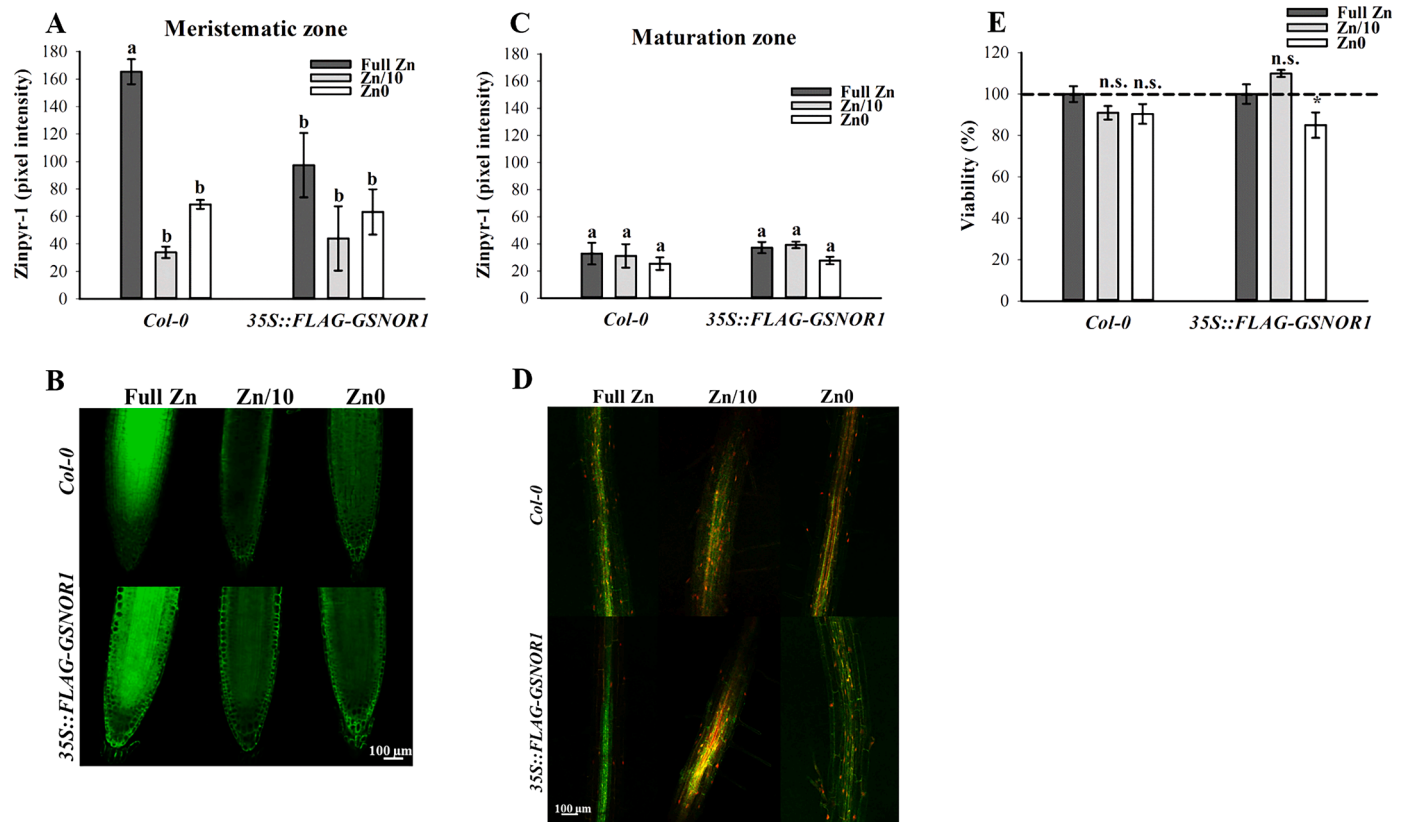 A
Meristematic zone
Zinpyr-1 (pixel intensity)
180
160
140
120
100
80
60
40
20
0
Full Zn
Zn/10
Zn0
a
b
b
b
b
b
Col-0
35S::FLAG-GSNOR1
C
Maturation zone
Zinpyr-1 (pixel intensity)
180
160
140
120
100
80
60
40
20
0
Full Zn
Zn/10
Zn0
a
a
a
a
a
a
Col-0
35S::FLAG-GSNOR1
E
Full Zn
Zn/10
Zn0
Viability (%)
120
100
80
60
40
20
0
n.s.
n.s.
n.s.
*
Col-0
35S::FLAG-GSNOR1
B
Full Zn
Zn/10
Zn0
Col-0
35S::FLAG-GSNOR1
100 µm
D
Full Zn
Zn/10
Zn0
Col-0
35S::FLAG-GSNOR1
100 µm